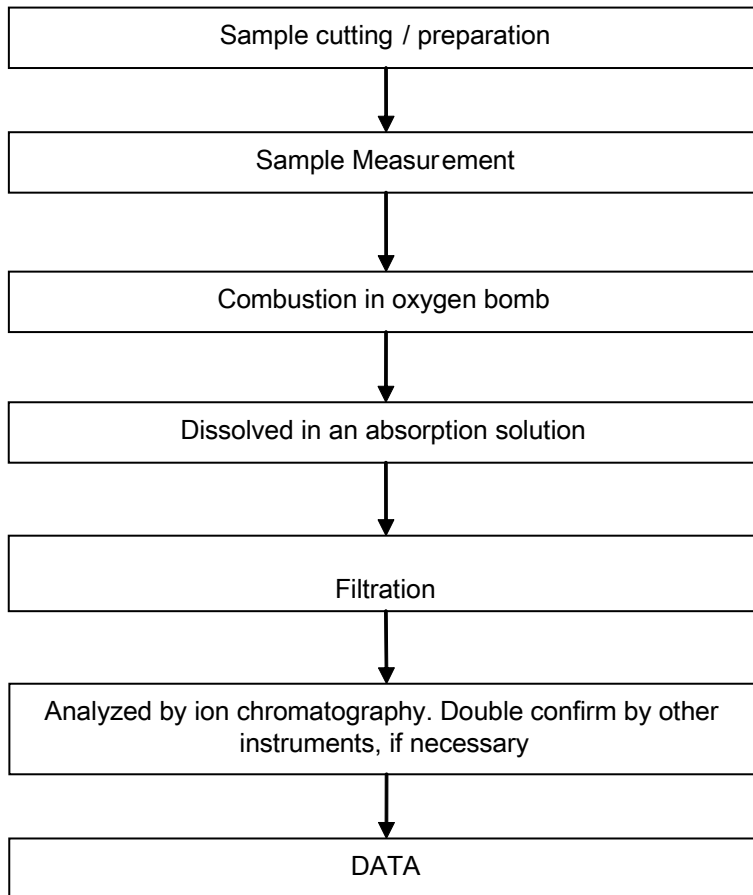 Sample cutting / preparation
Sample Measurement
Combustion in oxygen bomb
Dissolved in an absorption solution
Filtration
Analyzed by ion chromatography. Double confirm by other
instruments, if necessary
DATA